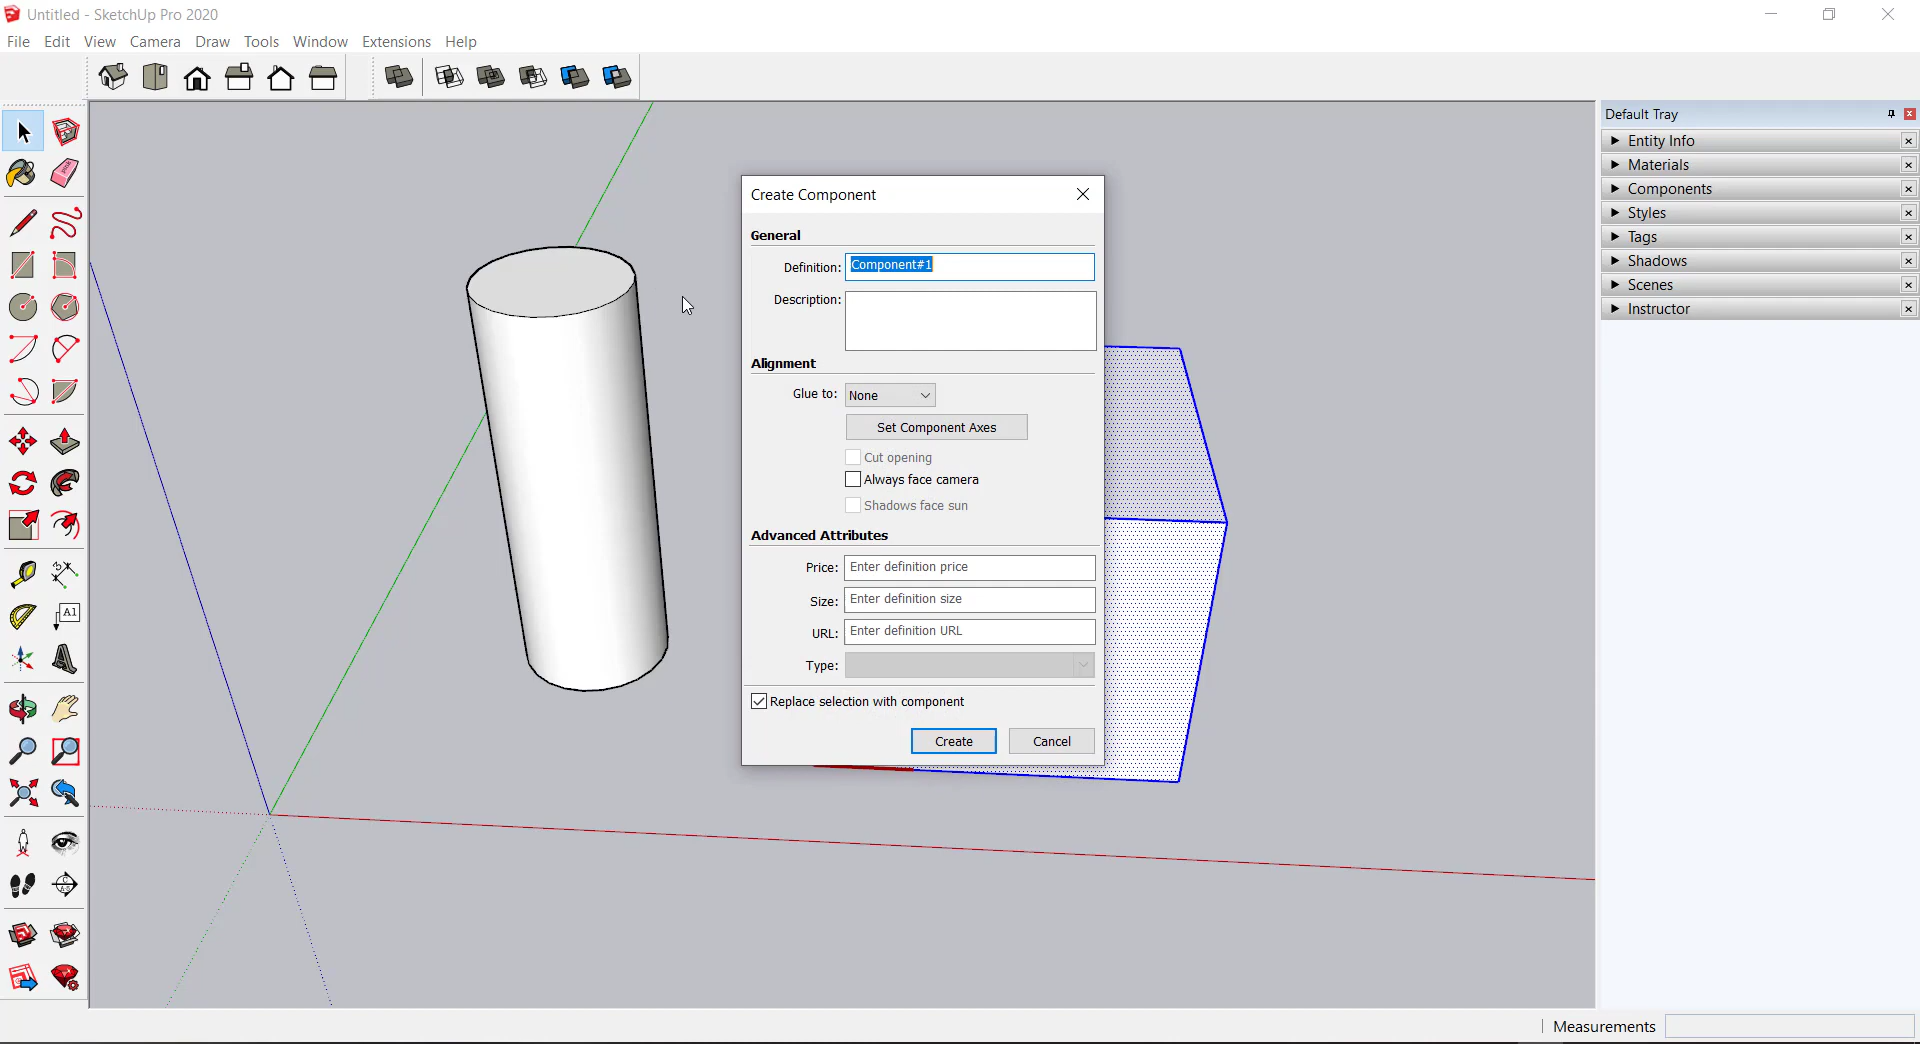 Untitled - SketchUp Pro 2020
File Edit View Camera Draw Tools Window Extensions Help
Default Tray
Entity Info
Materials
Components
Styles
Tags
Shadows
Scenes
Instructor
Create Component
General
Definition: Component#1
Description:
Alignment
Glue to: None
Set Component Axes
Cut opening
Always face camera
Shadows face sun
Advanced Attributes
Price: Enter definition price
Size: Enter definition size
URL: Enter definition URL
Type:
Replace selection with component
Create Cancel
A1
Measurements